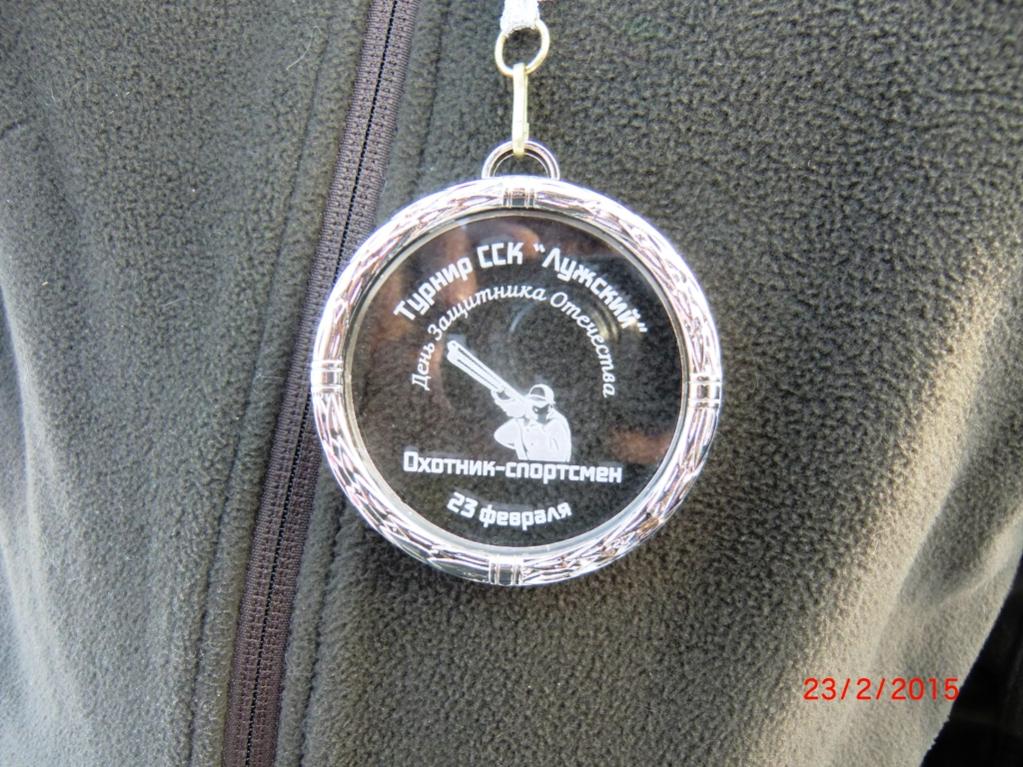 Турнир ССК "Лужский"
День Защитника Отечества
Охотник-спортсмен
23 февраля
23/2/2015